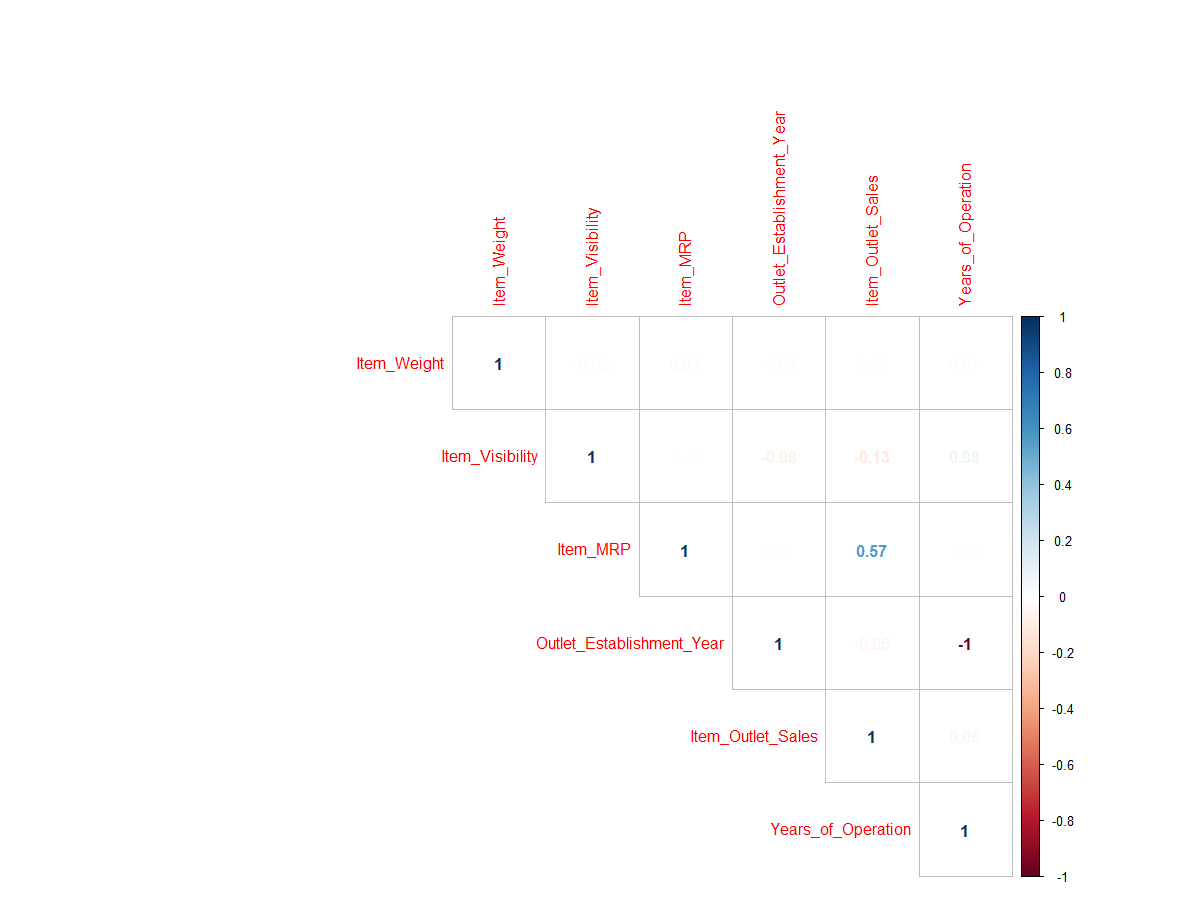 Item_Weight
Item_Visibility
Item_MRP
Outlet_Establishment_Year
Item_Outlet_Sales
Years_of_Operation
Item_Weight 1 -0.02
Item_Visibility 1 -0.08 -0.13 0.08
Item_MRP 1 0.57
Outlet_Establishment_Year 1 -0.05 -1
Item_Outlet_Sales 1 0.05
Years_of_Operation 1
1
0.8
0.6
0.4
0.2
0
-0.2
-0.4
-0.6
-0.8
-1